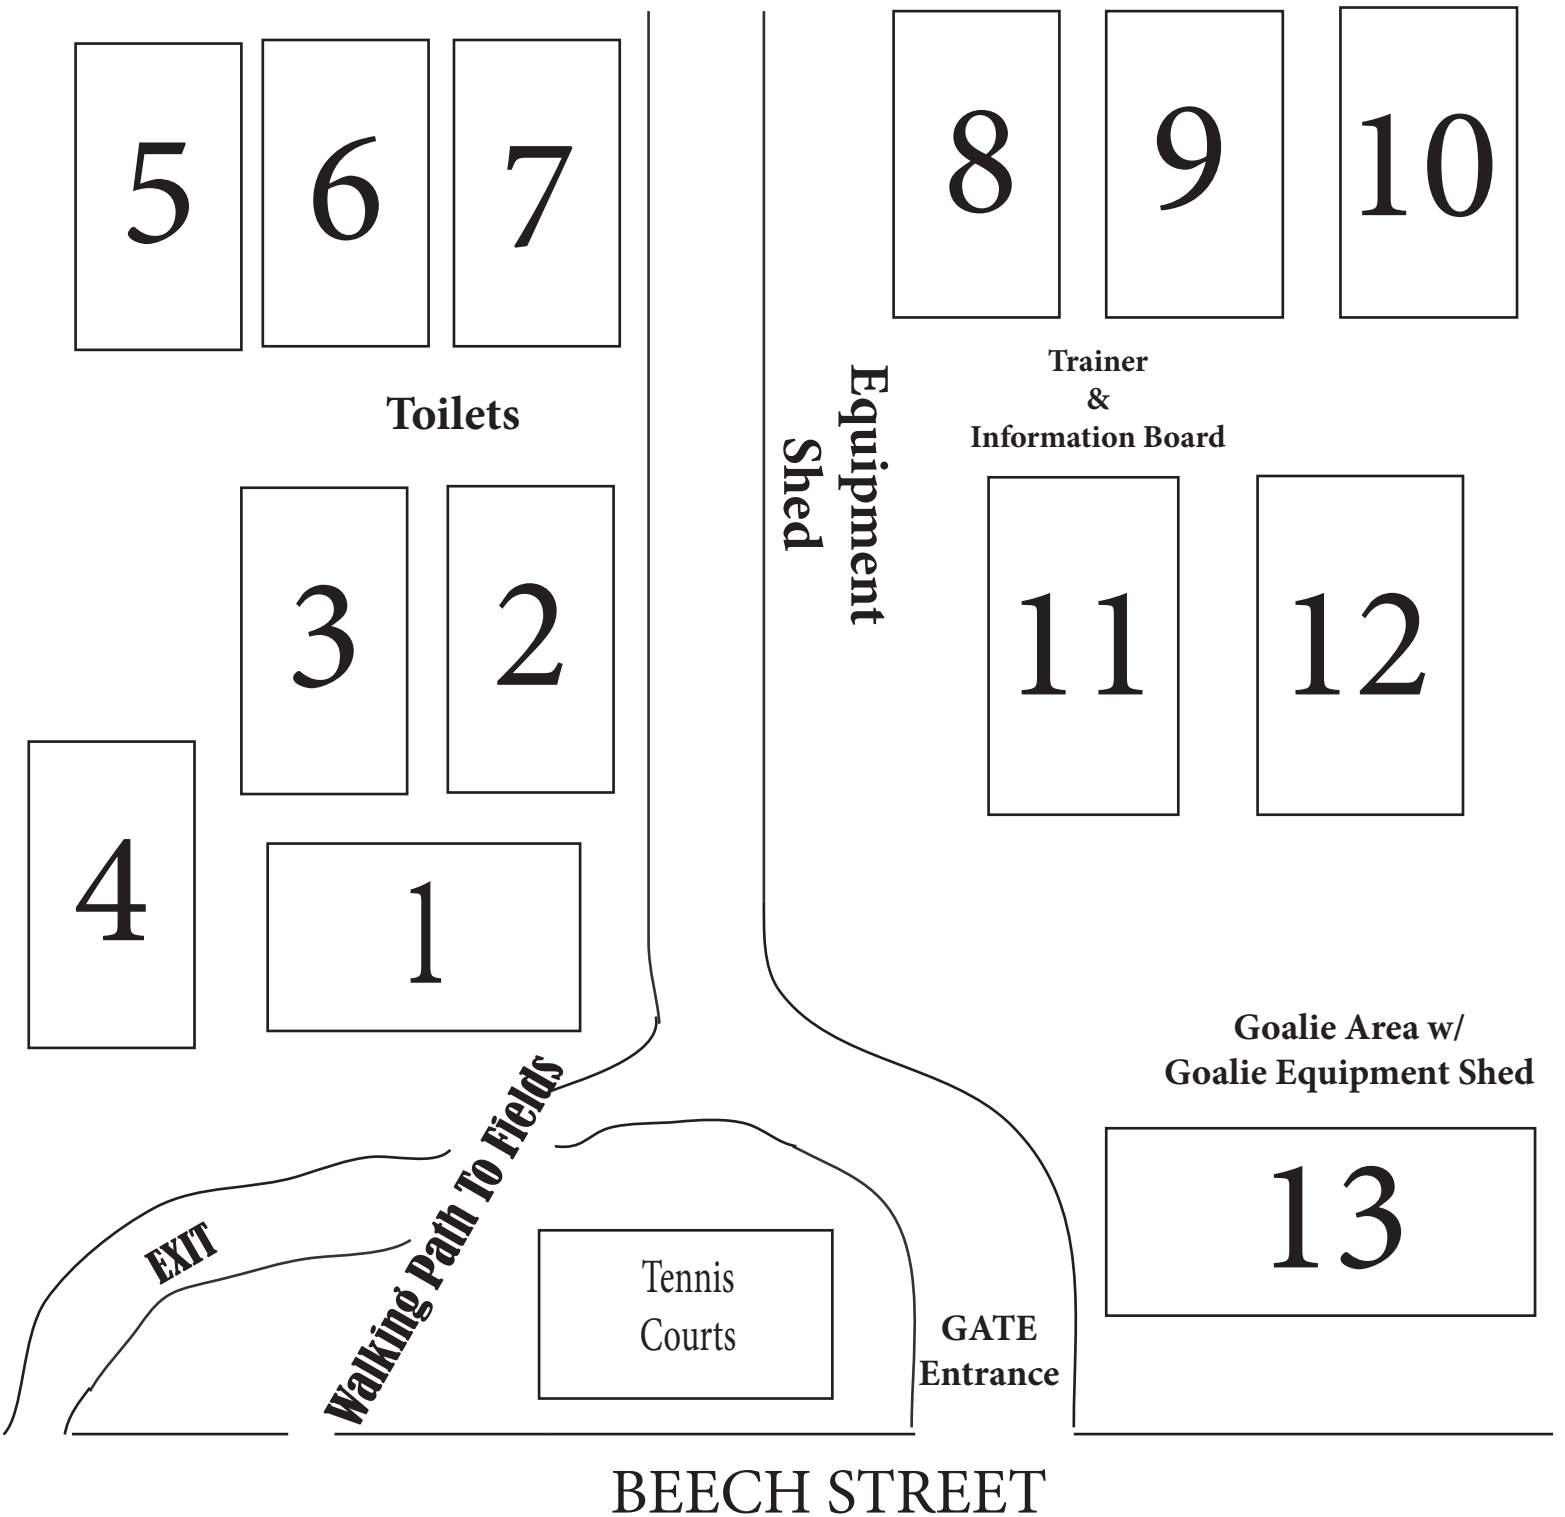 5
6
7
8
9
10
Toilets
Equipment
Shed
Trainer
&
Information Board
3
2
11
12
4
1
Goalie Area w/
Goalie Equipment Shed
13
Walking Path To Fields
EXIT
Tennis
Courts
GATE
Entrance
BEECH STREET